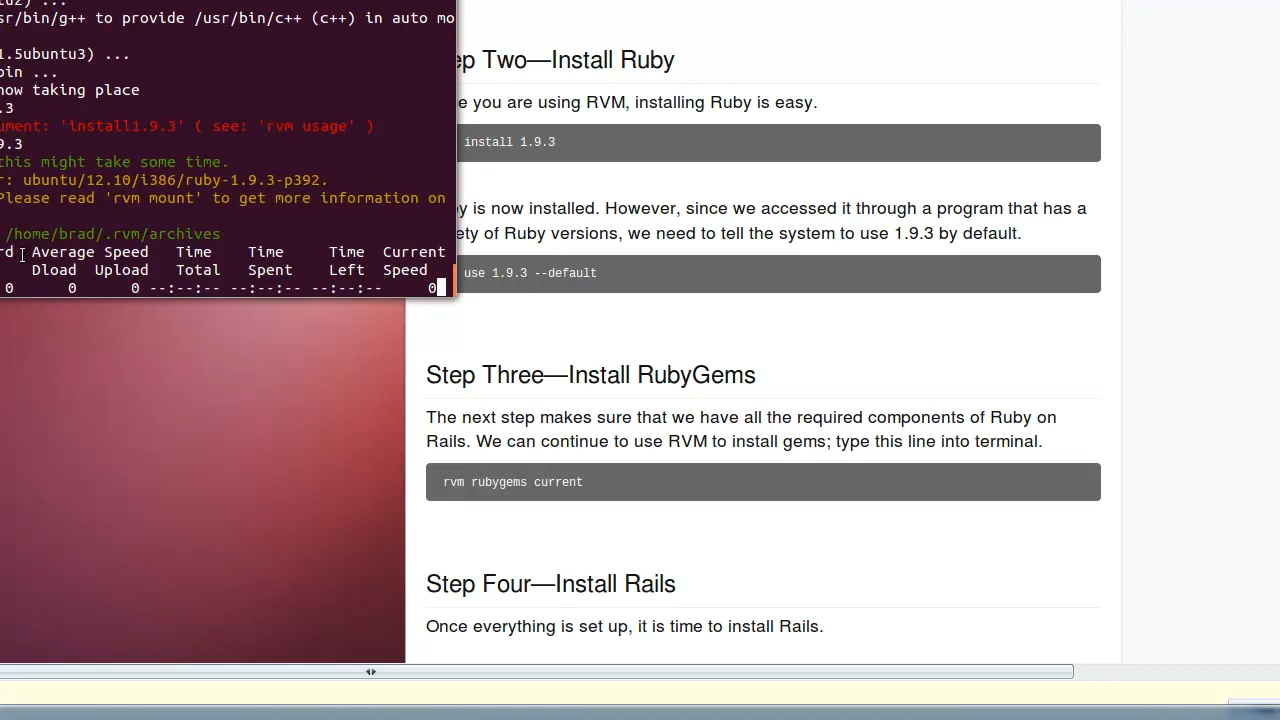 sr/bin/g++ to provide /usr/bin/c++ (c++) in auto mo
1.5ubuntu3) ...
bin ...
now taking place
.3
ument: 'install1.9.3' ( see: 'rvm usage' )
9.3
this might take some time.
r: ubuntu/12.10/i386/ruby-1.9.3-p392.
Please read 'rvm mount' to get more information on
/home/brad/.rvm/archives
rd Average Speed Time Time Time Current
Dload Upload Total Spent Left Speed
0 0 0 --:--:-- --:--:-- --:--:-- 0
ep Two—Install Ruby
e you are using RVM, installing Ruby is easy.
install 1.9.3
y is now installed. However, since we accessed it through a program that has a
ety of Ruby versions, we need to tell the system to use 1.9.3 by default.
use 1.9.3 --default
Step Three—Install RubyGems
The next step makes sure that we have all the required components of Ruby on
Rails. We can continue to use RVM to install gems; type this line into terminal.
rvm rubygems current
Step Four—Install Rails
Once everything is set up, it is time to install Rails.